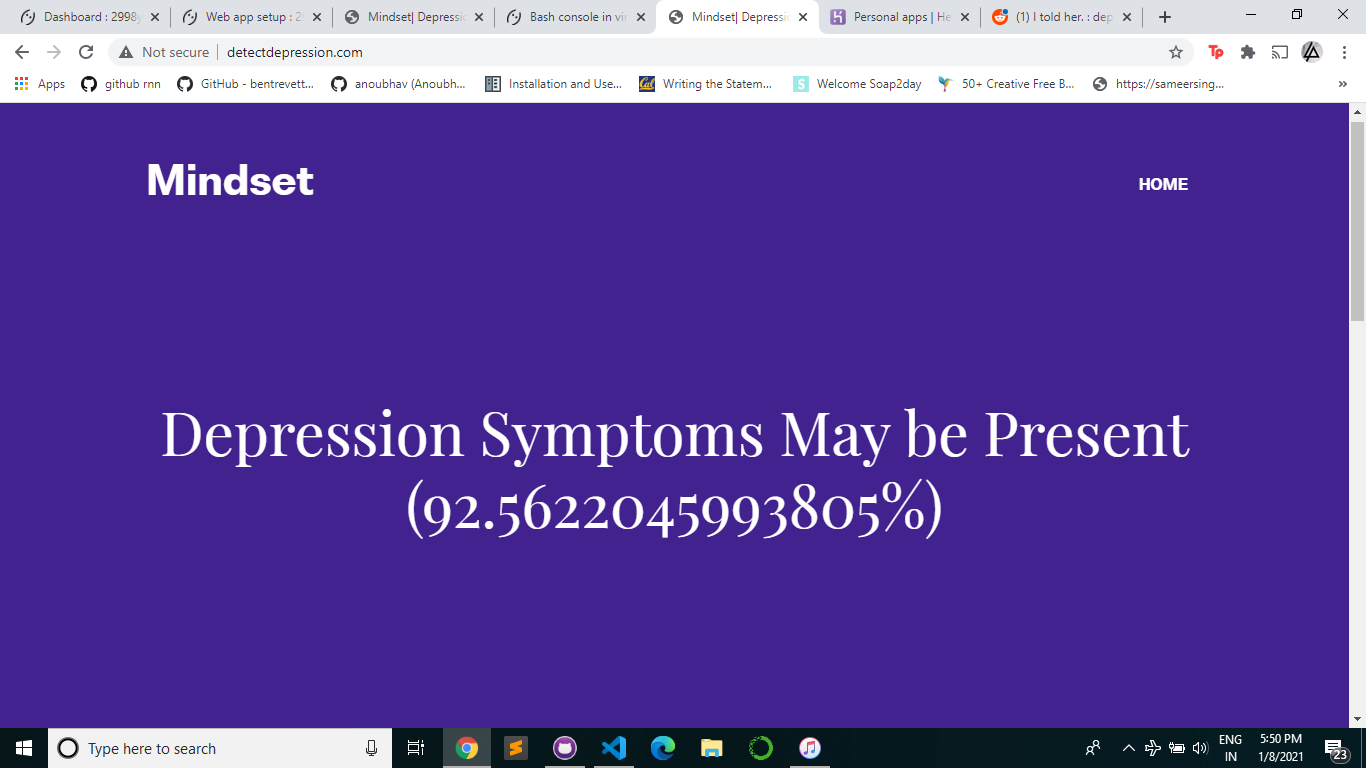 Dashboard : 2998y
Web app setup : 29
Mindset| Depressio
Bash console in vir
Mindset| Depressio
Personal apps | He
(1) I told her. : dep
Not secure | detectdepression.com
Apps
github rnn
GitHub - bentrevett...
anoubhav (Anoubh...
Installation and Use...
Cal
Writing the Statem...
S
Welcome Soap2day
50+ Creative Free B...
https://sameersing...
»
Mindset
HOME
Depression Symptoms May be Present
(92.5622045993805%)
Type here to search
ENG
IN
5:50 PM
1/8/2021
23